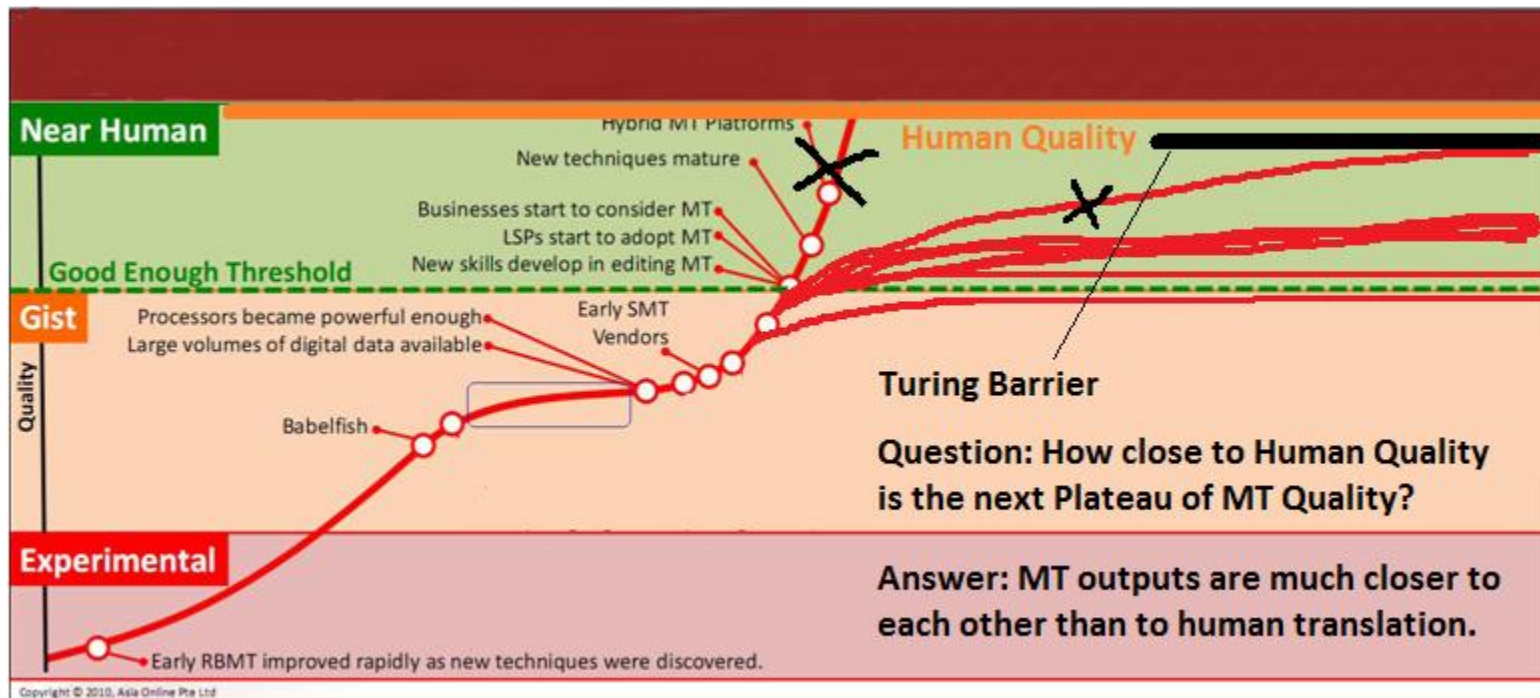 Near Human
Hybrid MT Platforms
Human Quality
New techniques mature
Businesses start to consider MT
LSPs start to adopt MT
New skills develop in editing MT
Good Enough Threshold
Gist
Processors became powerful enough
Large volumes of digital data available
Early SMT
Vendors
Quality
Babelfish
Turing Barrier
Question: How close to Human Quality
is the next Plateau of MT Quality?
Experimental
Answer: MT outputs are much closer to
each other than to human translation.
Early RBMT improved rapidly as new techniques were discovered.
Copyright © 2010, Asia Online Pte Ltd